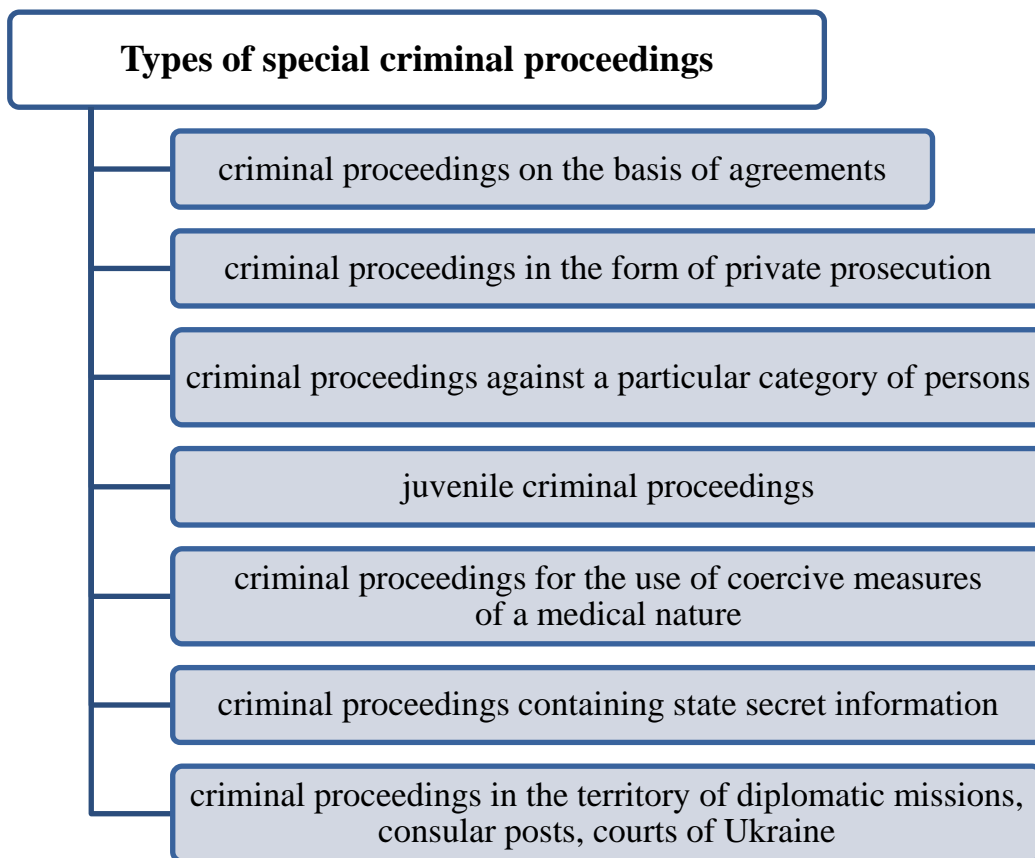 Types of special criminal proceedings
criminal proceedings on the basis of agreements
criminal proceedings in the form of private prosecution
criminal proceedings against a particular category of persons
juvenile criminal proceedings
criminal proceedings for the use of coercive measures
of a medical nature
criminal proceedings containing state secret information
criminal proceedings in the territory of diplomatic missions,
consular posts, courts of Ukraine